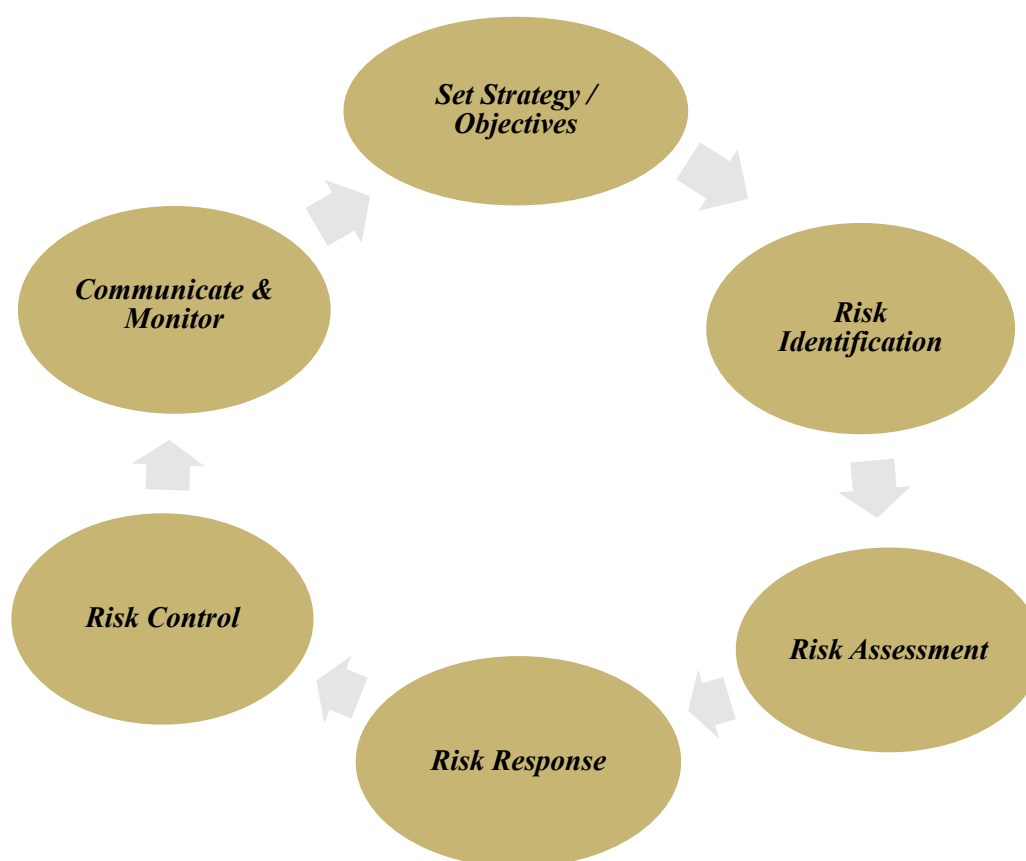 Set Strategy /
Objectives
Risk
Identification
Risk Assessment
Risk Response
Risk Control
Communicate &
Monitor